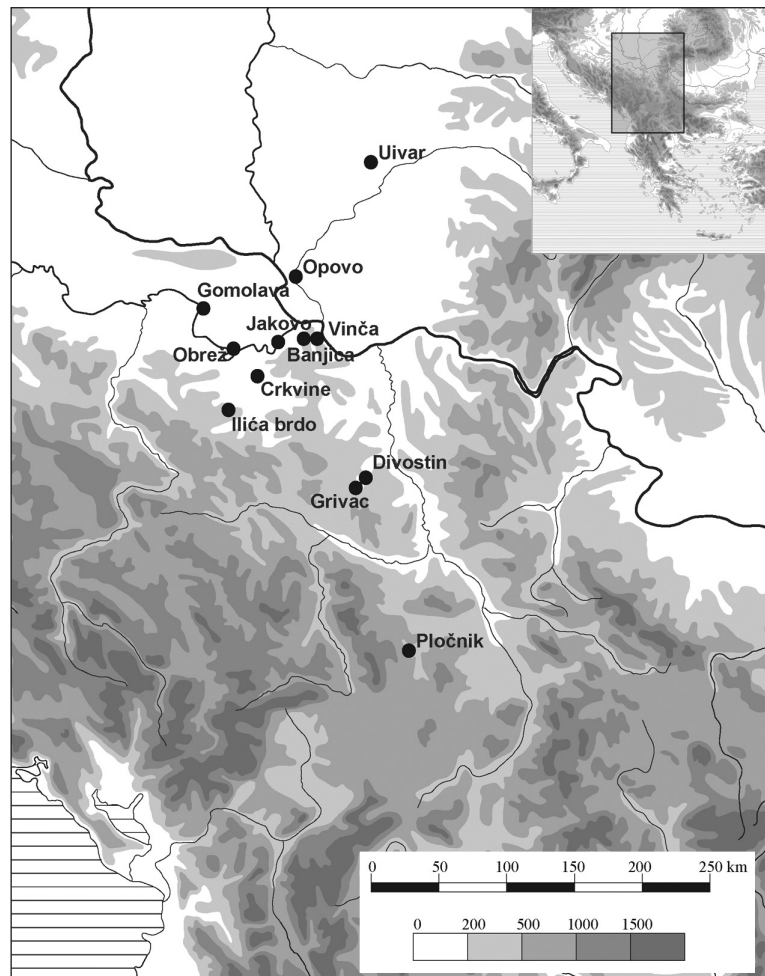 Uivar
Opovo
Gomolava
Jakovo
Vinča
Obrež
Banjica
Crkvine
Ilića brdo
Divostin
Grivac
Pločnik
0 50 100 150 200 250 km
0 200 500 1000 1500